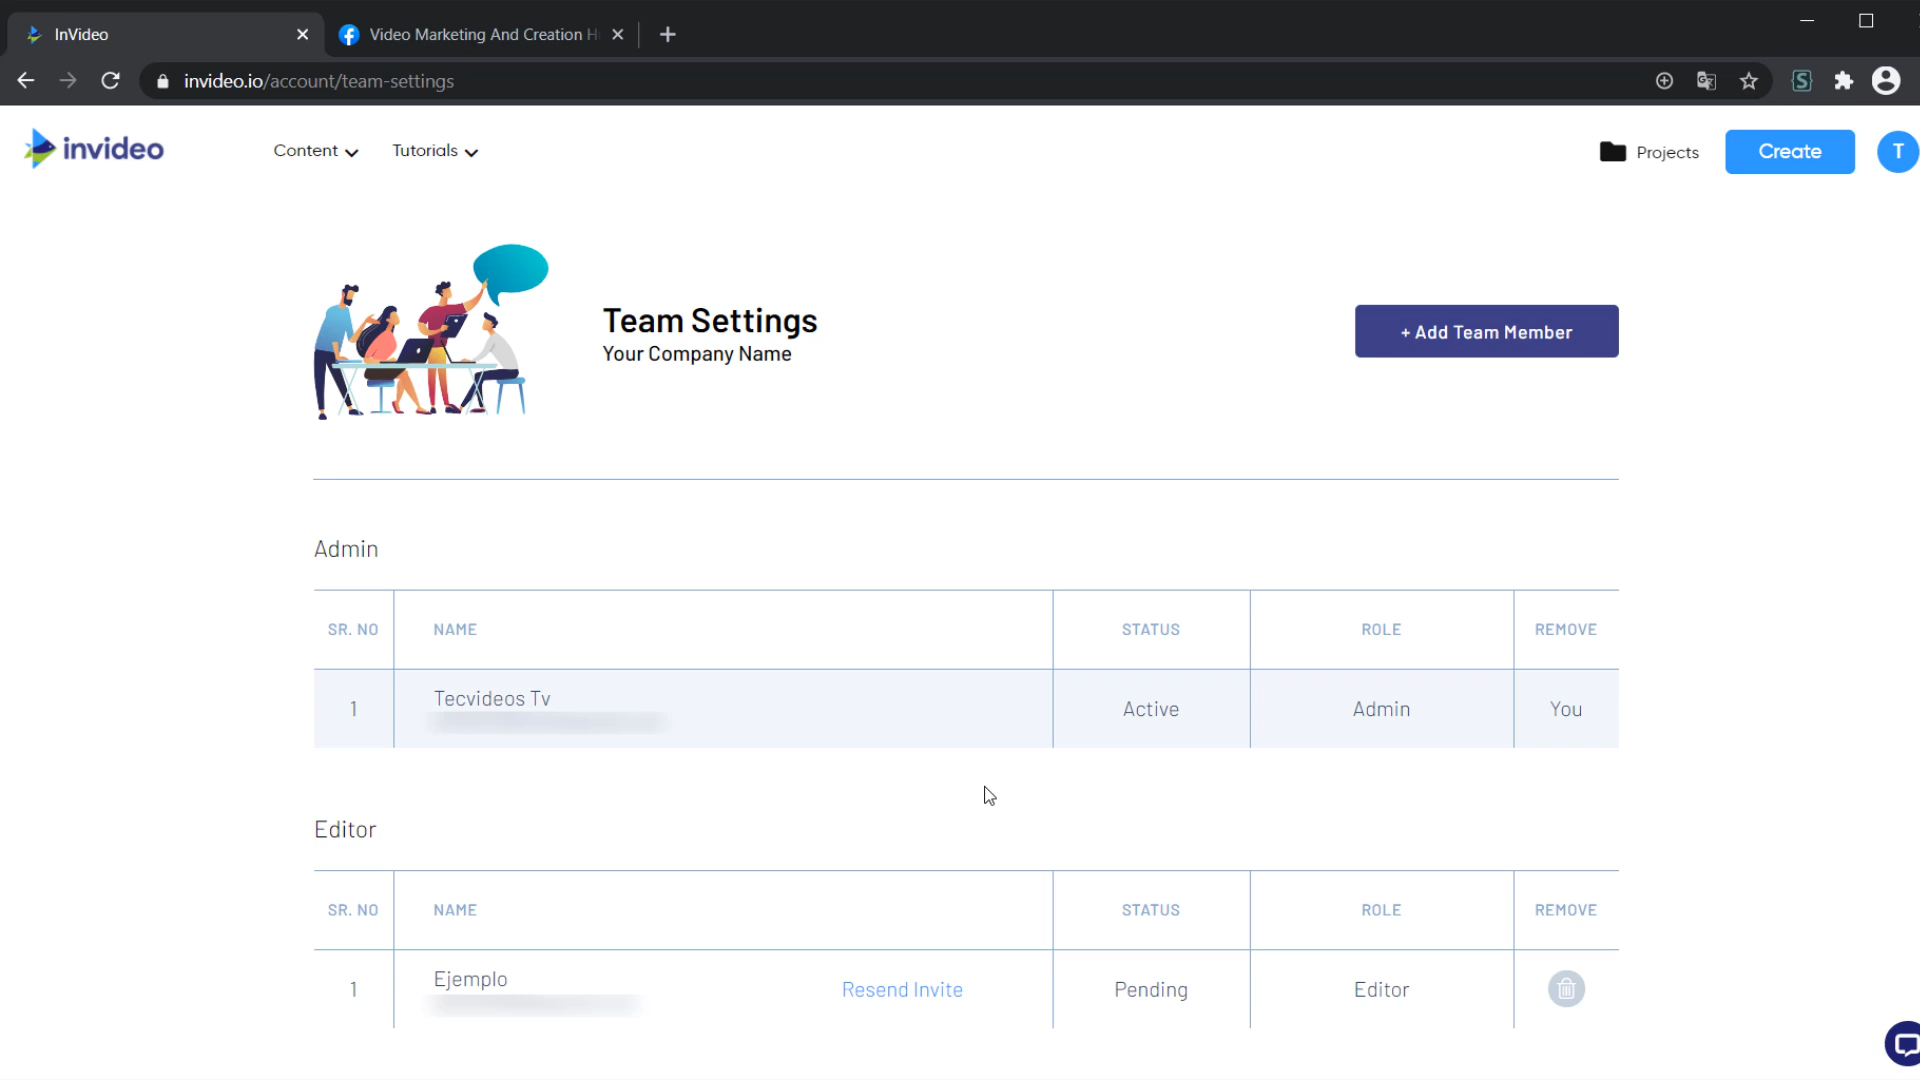 InVideo
Video Marketing And Creation H
invideo.io/account/team-settings
invideo
Content
Tutorials
Projects
Create
T
Team Settings
Your Company Name
+ Add Team Member
Admin
SR. NO NAME STATUS ROLE REMOVE
1 Tecvideos Tv Active Admin You
Editor
SR. NO NAME STATUS ROLE REMOVE
1 Ejemplo Resend Invite Pending Editor